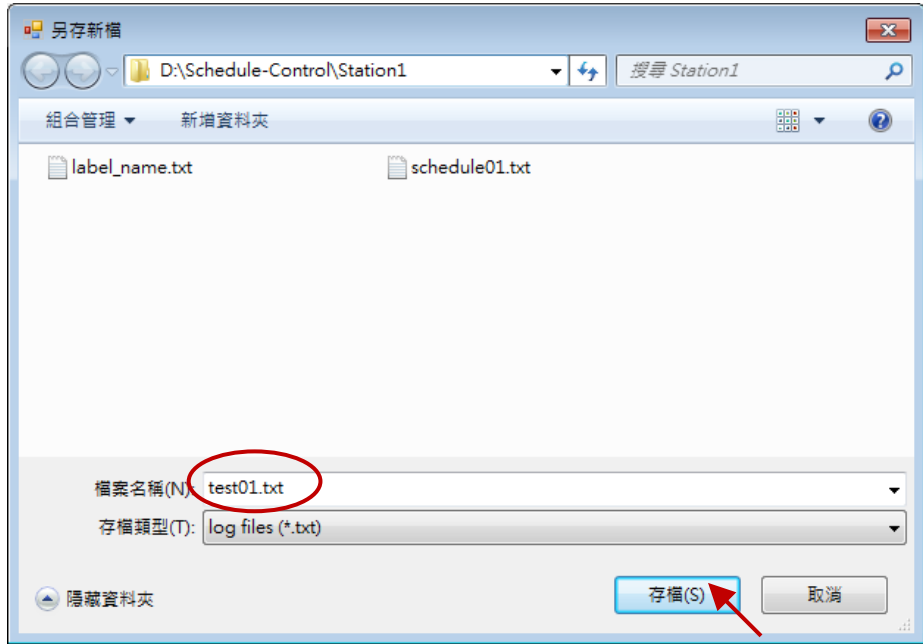 另存新檔
D:\Schedule-Control\Station1 搜尋 Station1
組合管理 新增資料夾
label_name.txt schedule01.txt
檔案名稱(N): test01.txt
存檔類型(T): log files (*.txt)
隱藏資料夾 存檔(S) 取消